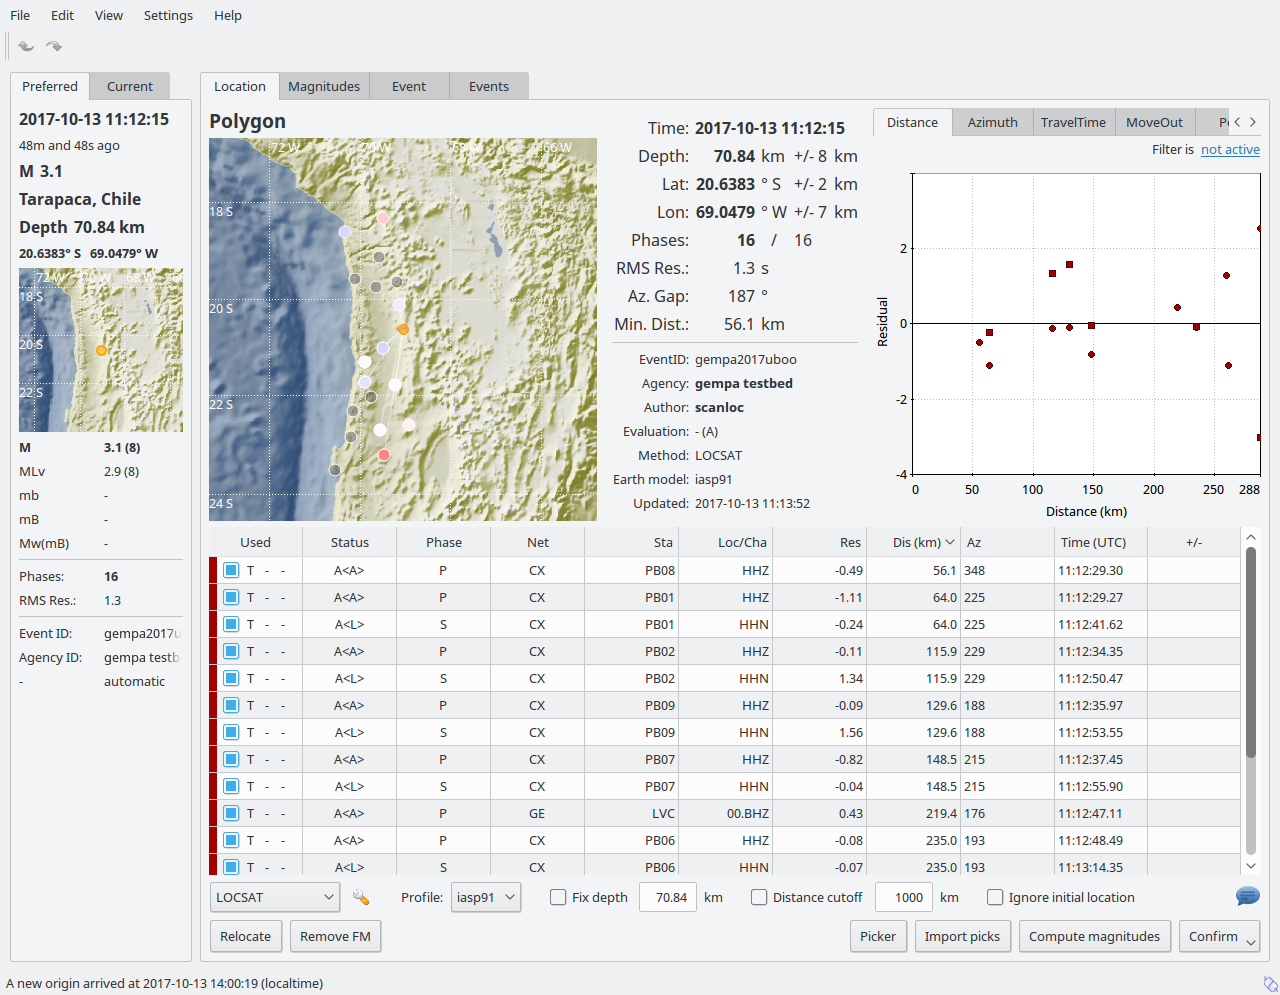 File Edit View Settings Help
Preferred Current
2017-10-13 11:12:15
48m and 48s ago
M 3.1
Tarapaca, Chile
Depth 70.84 km
20.6383° S 69.0479° W
72 W 70 W 68 W
18 S
20 S
22 S
M 3.1 (8)
MLv 2.9 (8)
mb -
mB -
Mw(mB) -
Phases: 16
RMS Res.: 1.3
Event ID: gempa2017u
Agency ID: gempa testb
- automatic
Location Magnitudes Event Events
Polygon
72 W 70 W 68 W 66 W
18 S
20 S
22 S
24 S
Time: 2017-10-13 11:12:15
Depth: 70.84 km +/- 8 km
Lat: 20.6383 ° S +/- 2 km
Lon: 69.0479 ° W +/- 7 km
Phases: 16 / 16
RMS Res.: 1.3 s
Az. Gap: 187 °
Min. Dist.: 56.1 km
EventID: gempa2017uboo
Agency: gempa testbed
Author: scanloc
Evaluation: - (A)
Method: LOCSAT
Earth model: iasp91
Updated: 2017-10-13 11:13:52
Distance Azimuth TravelTime MoveOut
Filter is not active
Residual
2
0
-2
-4
0 50 100 150 200 250 288
Distance (km)
Used Status Phase Net Sta Loc/Cha Res Dis (km) Az Time (UTC) +/-
T - - A<A> P CX PB08 HHZ -0.49 56.1 348 11:12:29.30
T - - A<A> P CX PB01 HHZ -1.11 64.0 225 11:12:29.27
T - - A<L> S CX PB01 HHN -0.24 64.0 225 11:12:41.62
T - - A<A> P CX PB02 HHZ -0.11 115.9 229 11:12:34.35
T - - A<L> S CX PB02 HHN 1.34 115.9 229 11:12:50.47
T - - A<A> P CX PB09 HHZ -0.09 129.6 188 11:12:35.97
T - - A<L> S CX PB09 HHN 1.56 129.6 188 11:12:53.55
T - - A<A> P CX PB07 HHZ -0.82 148.5 215 11:12:37.45
T - - A<L> S CX PB07 HHN -0.04 148.5 215 11:12:55.90
T - - A<A> P GE LVC 00.BHZ 0.43 219.4 176 11:12:47.11
T - - A<A> P CX PB06 HHZ -0.08 235.0 193 11:12:48.49
T - - A<L> S CX PB06 HHN -0.07 235.0 193 11:13:14.35
LOCSAT Profile: iasp91 Fix depth 70.84 km Distance cutoff 1000 km Ignore initial location
Relocate Remove FM Picker Import picks Compute magnitudes Confirm
A new origin arrived at 2017-10-13 14:00:19 (localtime)